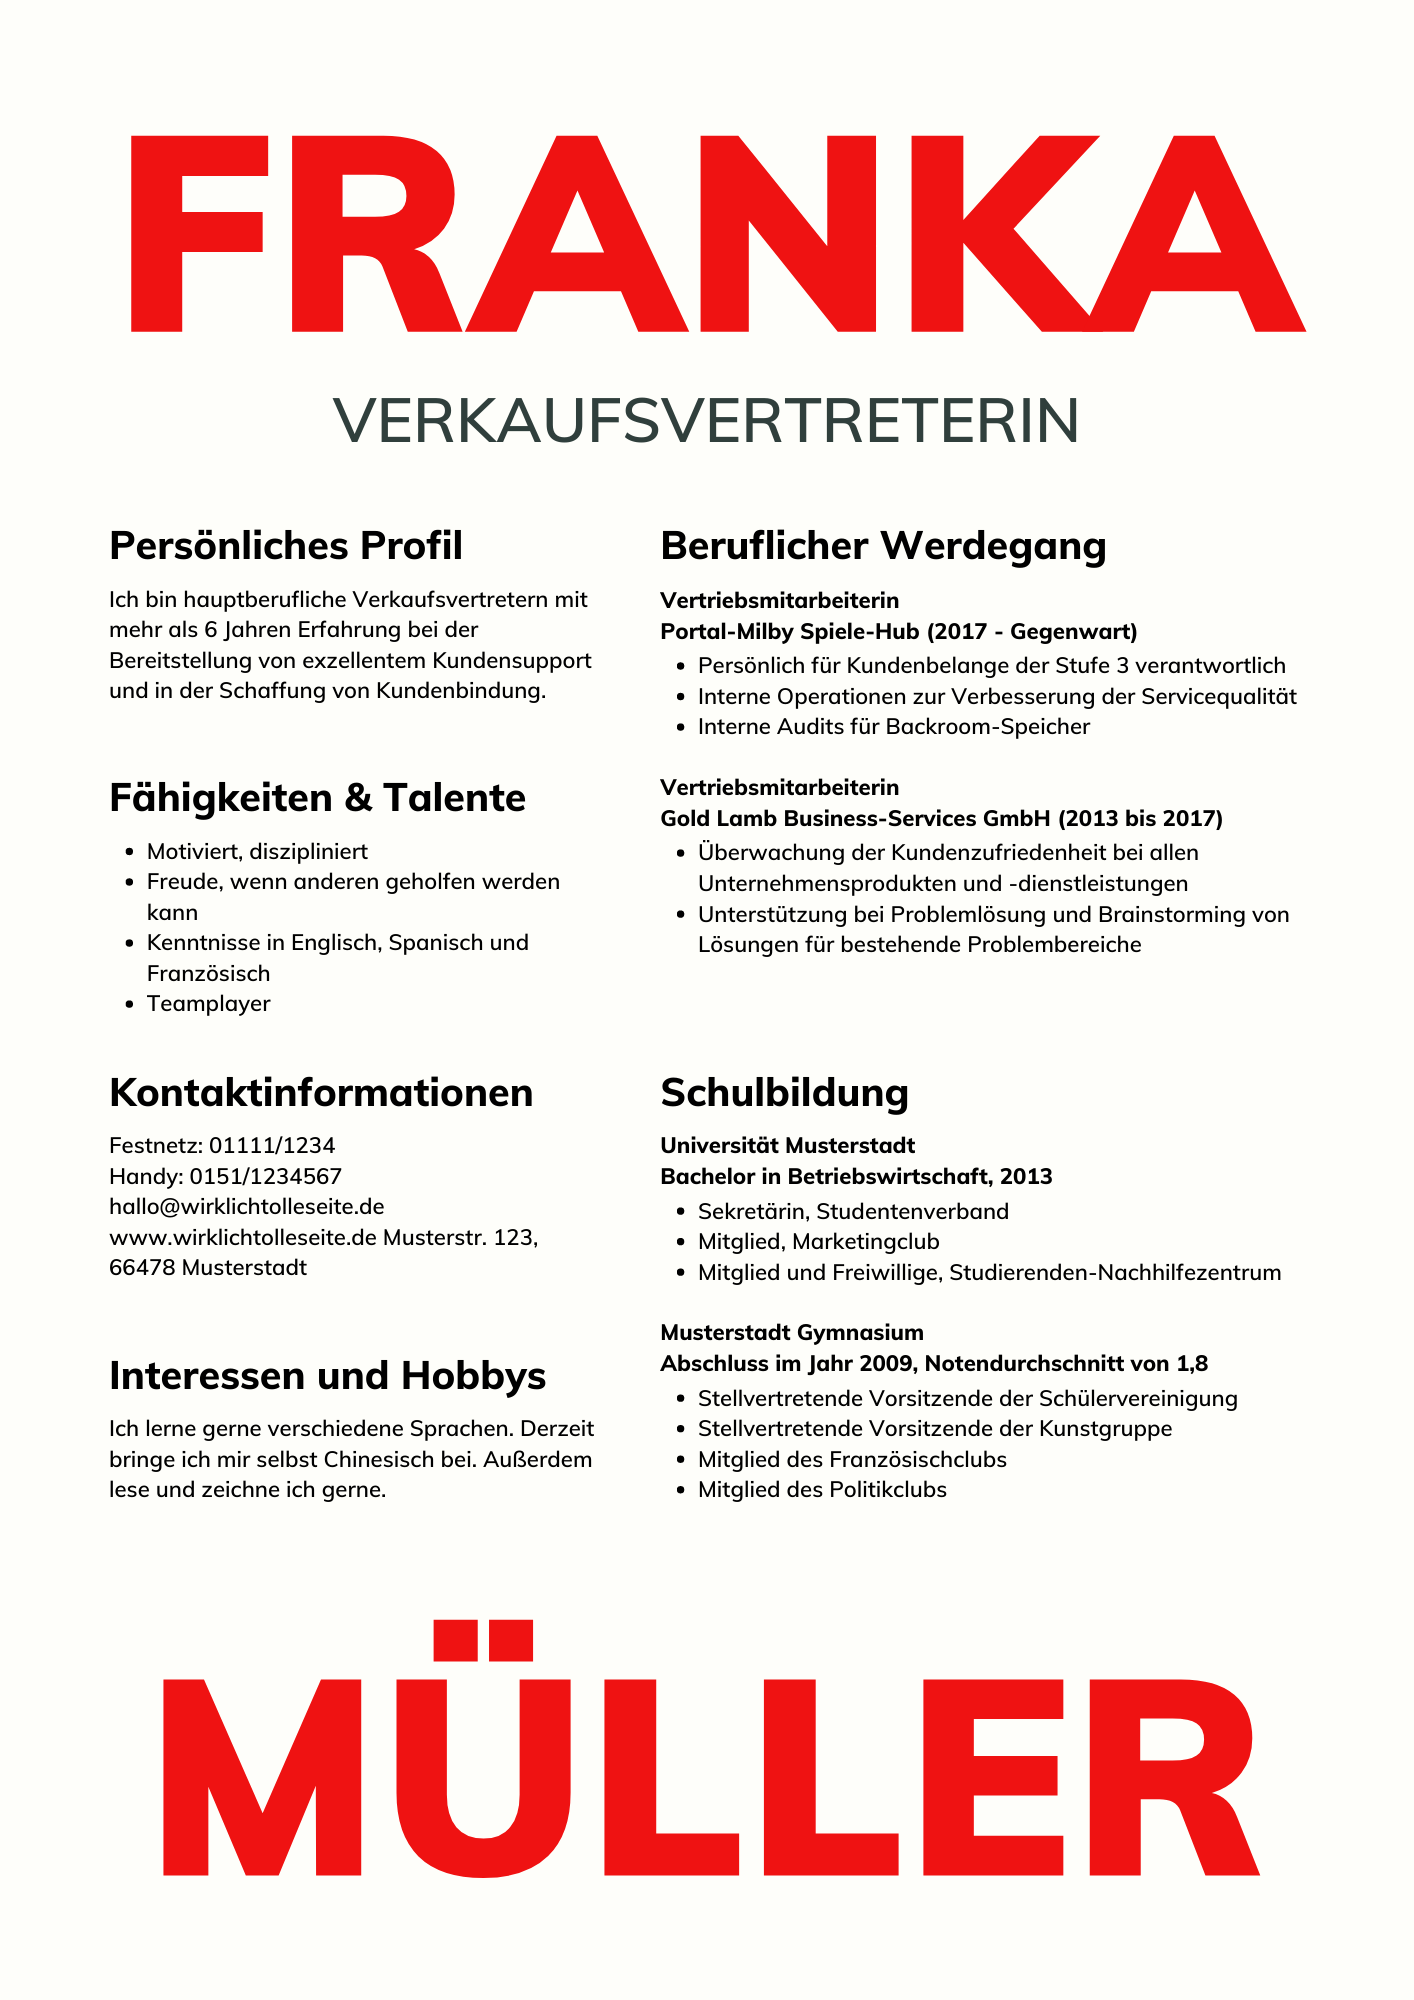 FRANKA
VERKAUFSVERTRETERIN
Persönliches Profil
Ich bin hauptberufliche Verkaufsvertretern mit
mehr als 6 Jahren Erfahrung bei der
Bereitstellung von exzellentem Kundensupport
und in der Schaffung von Kundenbindung.
Fähigkeiten & Talente
• Motiviert, diszipliniert
• Freude, wenn anderen geholfen werden
kann
• Kenntnisse in Englisch, Spanisch und
Französisch
• Teamplayer
Kontaktinformationen
Festnetz: 01111/1234
Handy: 0151/1234567
hallo@wirklichtolleseite.de
www.wirklichtolleseite.de Musterstr. 123,
66478 Musterstadt
Interessen und Hobbys
Ich lerne gerne verschiedene Sprachen. Derzeit
bringe ich mir selbst Chinesisch bei. Außerdem
lese und zeichne ich gerne.
Beruflicher Werdegang
Vertriebsmitarbeiterin
Portal-Milby Spiele-Hub (2017 - Gegenwart)
• Persönlich für Kundenbelange der Stufe 3 verantwortlich
• Interne Operationen zur Verbesserung der Servicequalität
• Interne Audits für Backroom-Speicher
Vertriebsmitarbeiterin
Gold Lamb Business-Services GmbH (2013 bis 2017)
• Überwachung der Kundenzufriedenheit bei allen
Unternehmensprodukten und -dienstleistungen
• Unterstützung bei Problemlösung und Brainstorming von
Lösungen für bestehende Problembereiche
Schulbildung
Universität Musterstadt
Bachelor in Betriebswirtschaft, 2013
• Sekretärin, Studentenverband
• Mitglied, Marketingclub
• Mitglied und Freiwillige, Studierenden-Nachhilfezentrum
Musterstadt Gymnasium
Abschluss im Jahr 2009, Notendurchschnitt von 1,8
• Stellvertretende Vorsitzende der Schülervereinigung
• Stellvertretende Vorsitzende der Kunstgruppe
• Mitglied des Französischclubs
• Mitglied des Politikclubs
MÜLLER